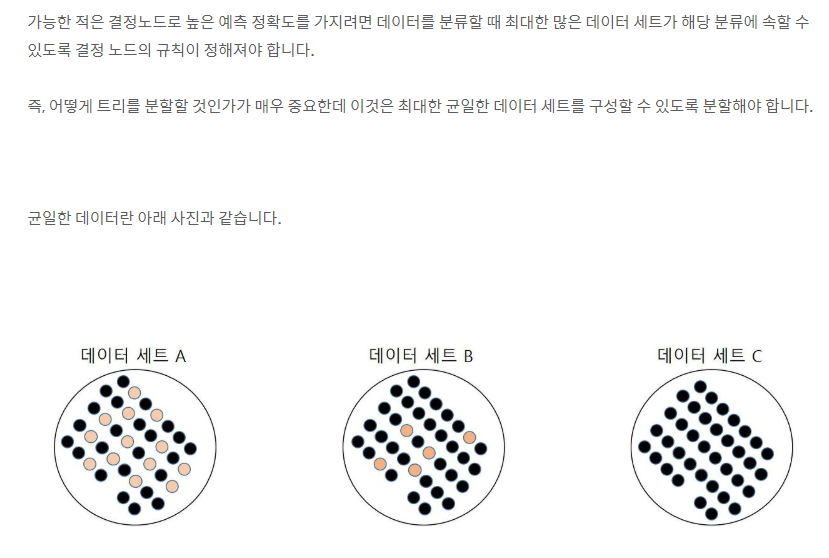 가능한 적은 결정노드로 높은 예측 정확도를 가지려면 데이터를 분류할 때 최대한 많은 데이터 세트가 해당 분류에 속할 수
있도록 결정 노드의 규칙이 정해져야 합니다.
즉, 어떻게 트리를 분할할 것인가가 매우 중요한데 이것은 최대한 균일한 데이터 세트를 구성할 수 있도록 분할해야 합니다.
균일한 데이터란 아래 사진과 같습니다.
데이터 세트 A
데이터 세트 B
데이터 세트 C